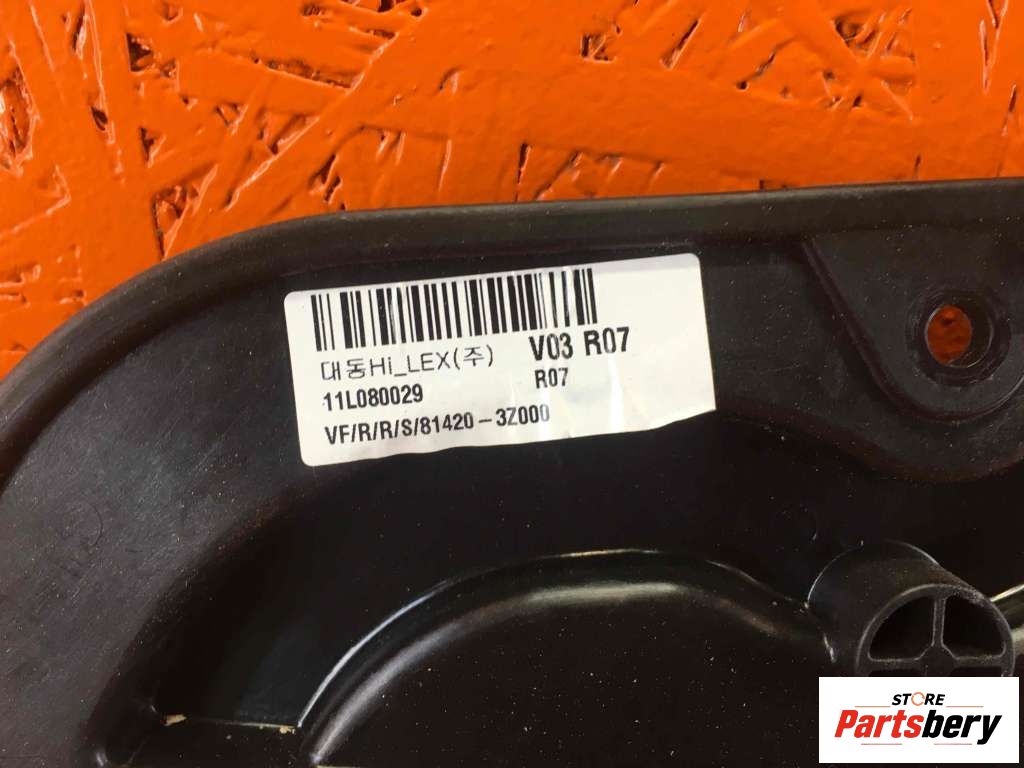 대동Hi_LEX(주) V03 R07
11L080029 R07
VF/R/R/S/81420-3Z000
STORE
Partsbery